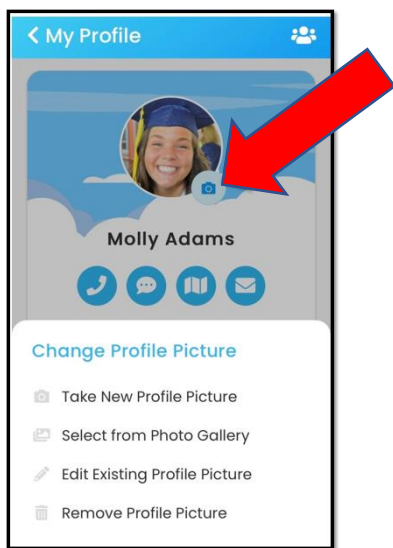 My Profile
Molly Adams
Change Profile Picture
Take New Profile Picture
Select from Photo Gallery
Edit Existing Profile Picture
Remove Profile Picture